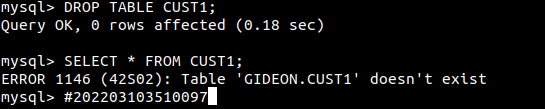 mysql> DROP TABLE CUST1;
Query OK, 0 rows affected (0.18 sec)
mysql> SELECT * FROM CUST1;
ERROR 1146 (42S02): Table 'GIDEON.CUST1' doesn't exist
mysql> #202203103510097